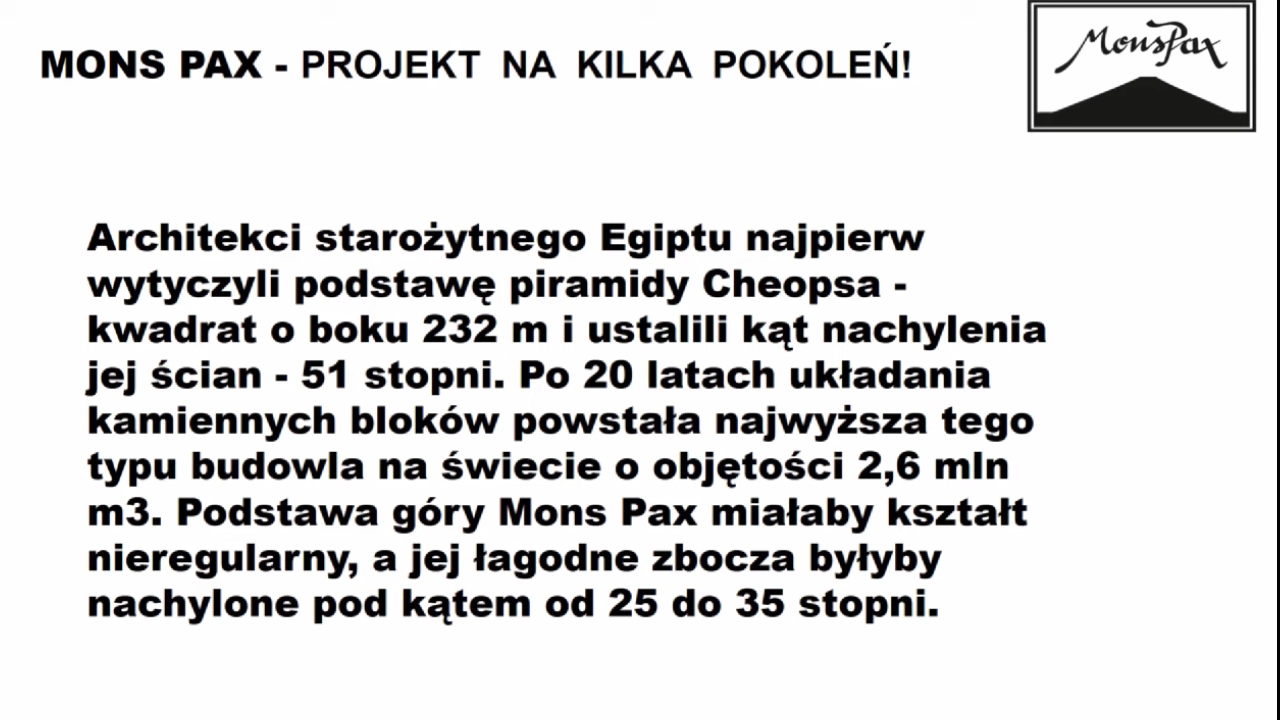 MONS PAX - PROJEKT NA KILKA POKOLEŃ!
MonsPax
Architekci starożytnego Egiptu najpierw
wytyczyli podstawę piramidy Cheopsa -
kwadrat o boku 232 m i ustalili kąt nachylenia
jej ścian - 51 stopni. Po 20 latach układania
kamiennych bloków powstała najwyższa tego
typu budowla na świecie o objętości 2,6 mln
m3. Podstawa góry Mons Pax miałaby kształt
nieregularny, a jej łagodne zbocza byłyby
nachylone pod kątem od 25 do 35 stopni.